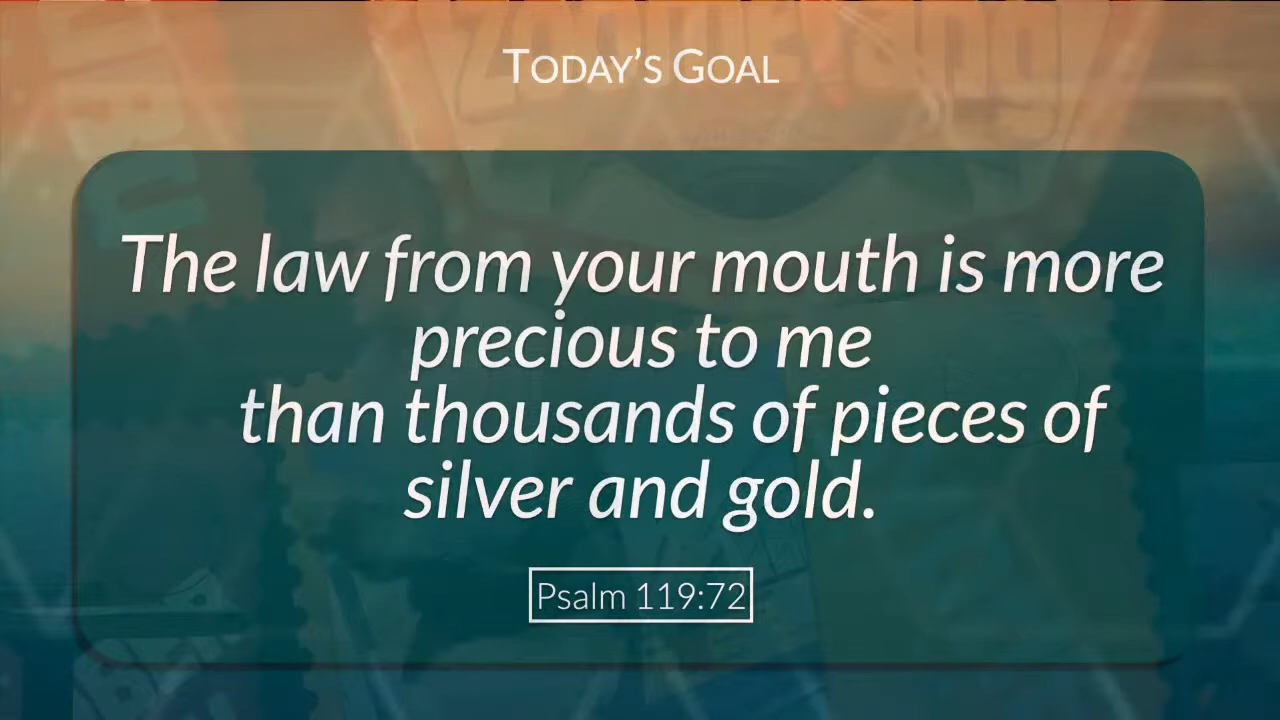 Today's Goal
The law from your mouth is more
precious to me
than thousands of pieces of
silver and gold.
Psalm 119:72